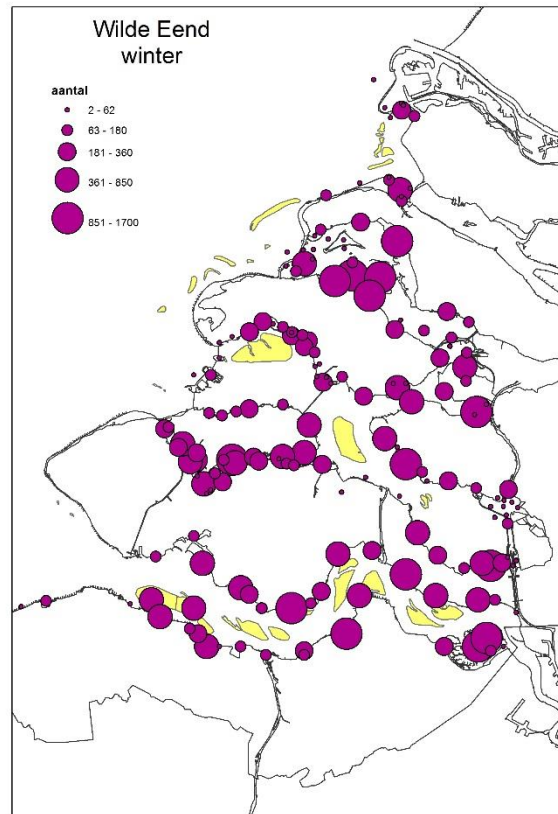 Wilde Eend
winter
aantal
2 - 62
63 - 180
181 - 360
361 - 850
851 - 1700